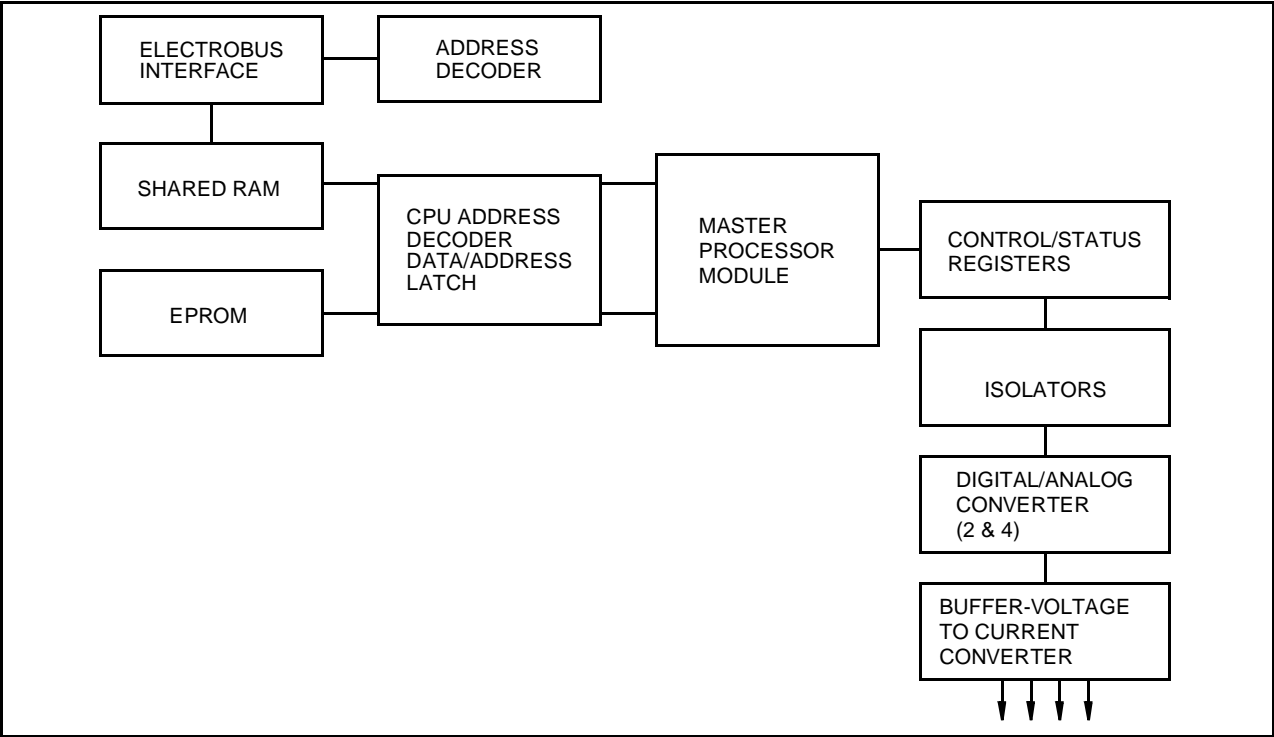 ELECTROBUS
INTERFACE
ADDRESS
DECODER
SHARED RAM
CPU ADDRESS
DECODER
DATA/ADDRESS
LATCH
MASTER
PROCESSOR
MODULE
CONTROL/STATUS
REGISTERS
EPROM
ISOLATORS
DIGITAL/ANALOG
CONVERTER
(2 & 4)
BUFFER-VOLTAGE
TO CURRENT
CONVERTER